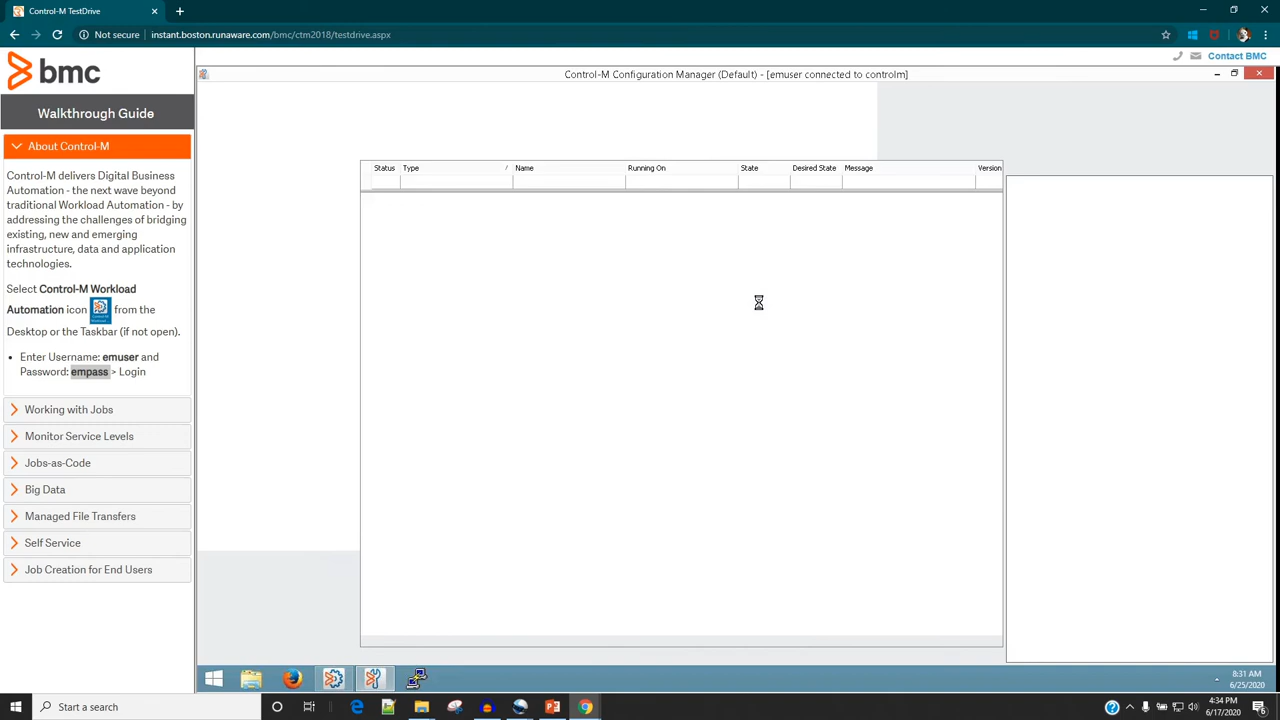 Control-M TestDrive
Not secure | instant.boston.runaware.com/bmc/ctm2018/testdrive.aspx
Contact BMC
bmc
Control-M Configuration Manager (Default) - [emuser connected to controlm]
Walkthrough Guide
About Control-M
Control-M delivers Digital Business
Automation - the next wave beyond
traditional Workload Automation - by
addressing the challenges of bridging
existing, new and emerging
infrastructure, data and application
technologies.
Select Control-M Workload
Automation icon from the
Desktop or the Taskbar (if not open).
• Enter Username: emuser and
Password: empass > Login
Working with Jobs
Monitor Service Levels
Jobs-as-Code
Big Data
Managed File Transfers
Self Service
Job Creation for End Users
Status Type / Name Running On State Desired State Message Version
8:31 AM
6/25/2020
Start a search
4:34 PM
6/17/2020